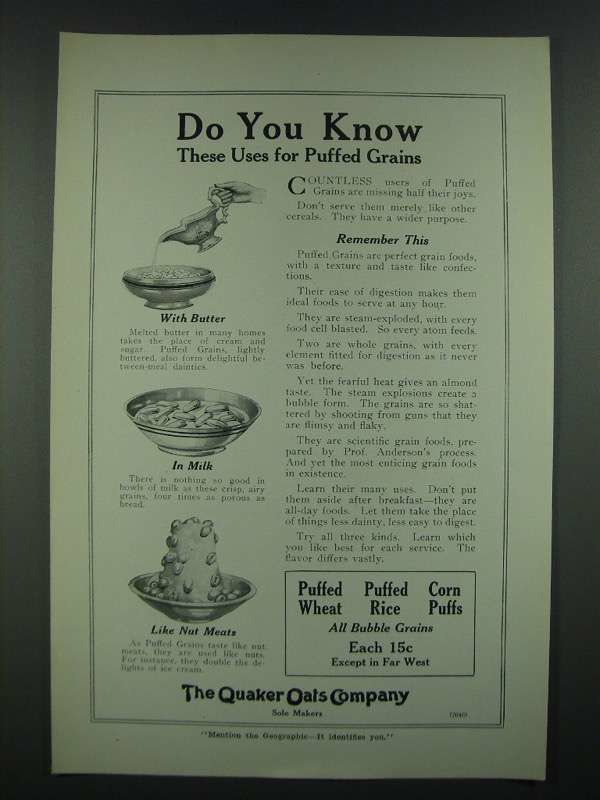 Do You Know
These Uses for Puffed Grains
With Butter
Melted butter in many homes
takes the place of cream and
sugar. Puffed Grains, lightly
buttered, also form delightful be-
tween-meal dainties.
In Milk
There is nothing so good in
bowls of milk as these crisp, airy
grains, four times as porous as
bread.
Like Nut Meats
As Puffed Grains taste like nut
meats, they are used like nuts.
For instance, they double the de-
lights of ice cream.
COUNTLESS users of Puffed
Grains are missing half their joys.
Don't serve them merely like other
cereals. They have a wider purpose.
Remember This
Puffed Grains are perfect grain foods,
with a texture and taste like confec-
tions.
Their ease of digestion makes them
ideal foods to serve at any hour.
They are steam-exploded, with every
food cell blasted. So every atom feeds.
Two are whole grains, with every
element fitted for digestion as it never
was before.
Yet the fearful heat gives an almond
taste. The steam explosions create a
bubble form. The grains are so shat-
tered by shooting from guns that they
are flimsy and flaky.
They are scientific grain foods, pre-
pared by Prof. Anderson's process.
And yet the most enticing grain foods
in existence.
Learn their many uses. Don't put
them aside after breakfast—they are
all-day foods. Let them take the place
of things less dainty, less easy to digest.
Try all three kinds. Learn which
you like best for each service. The
flavor differs vastly.
Puffed Puffed Corn
Wheat Rice Puffs
All Bubble Grains
Each 15c
Except in Far West
The Quaker Oats Company
Sole Makers
"Mention the Geographic—It identifies you."